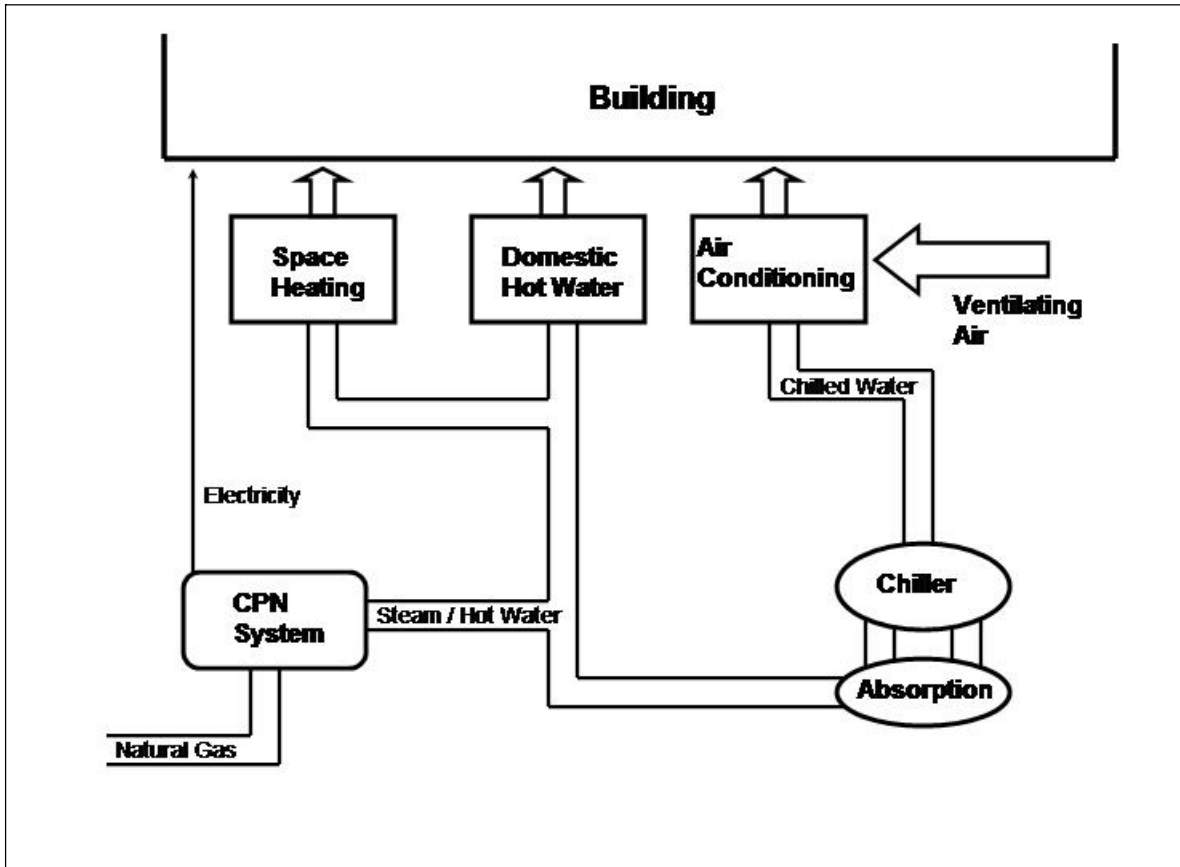 Building
Space
Heating
Domestic
Hot Water
Air
Conditioning
Ventilating
Air
Chilled Water
Electricity
Chiller
CPN
System
Steam / Hot Water
Absorption
Natural Gas